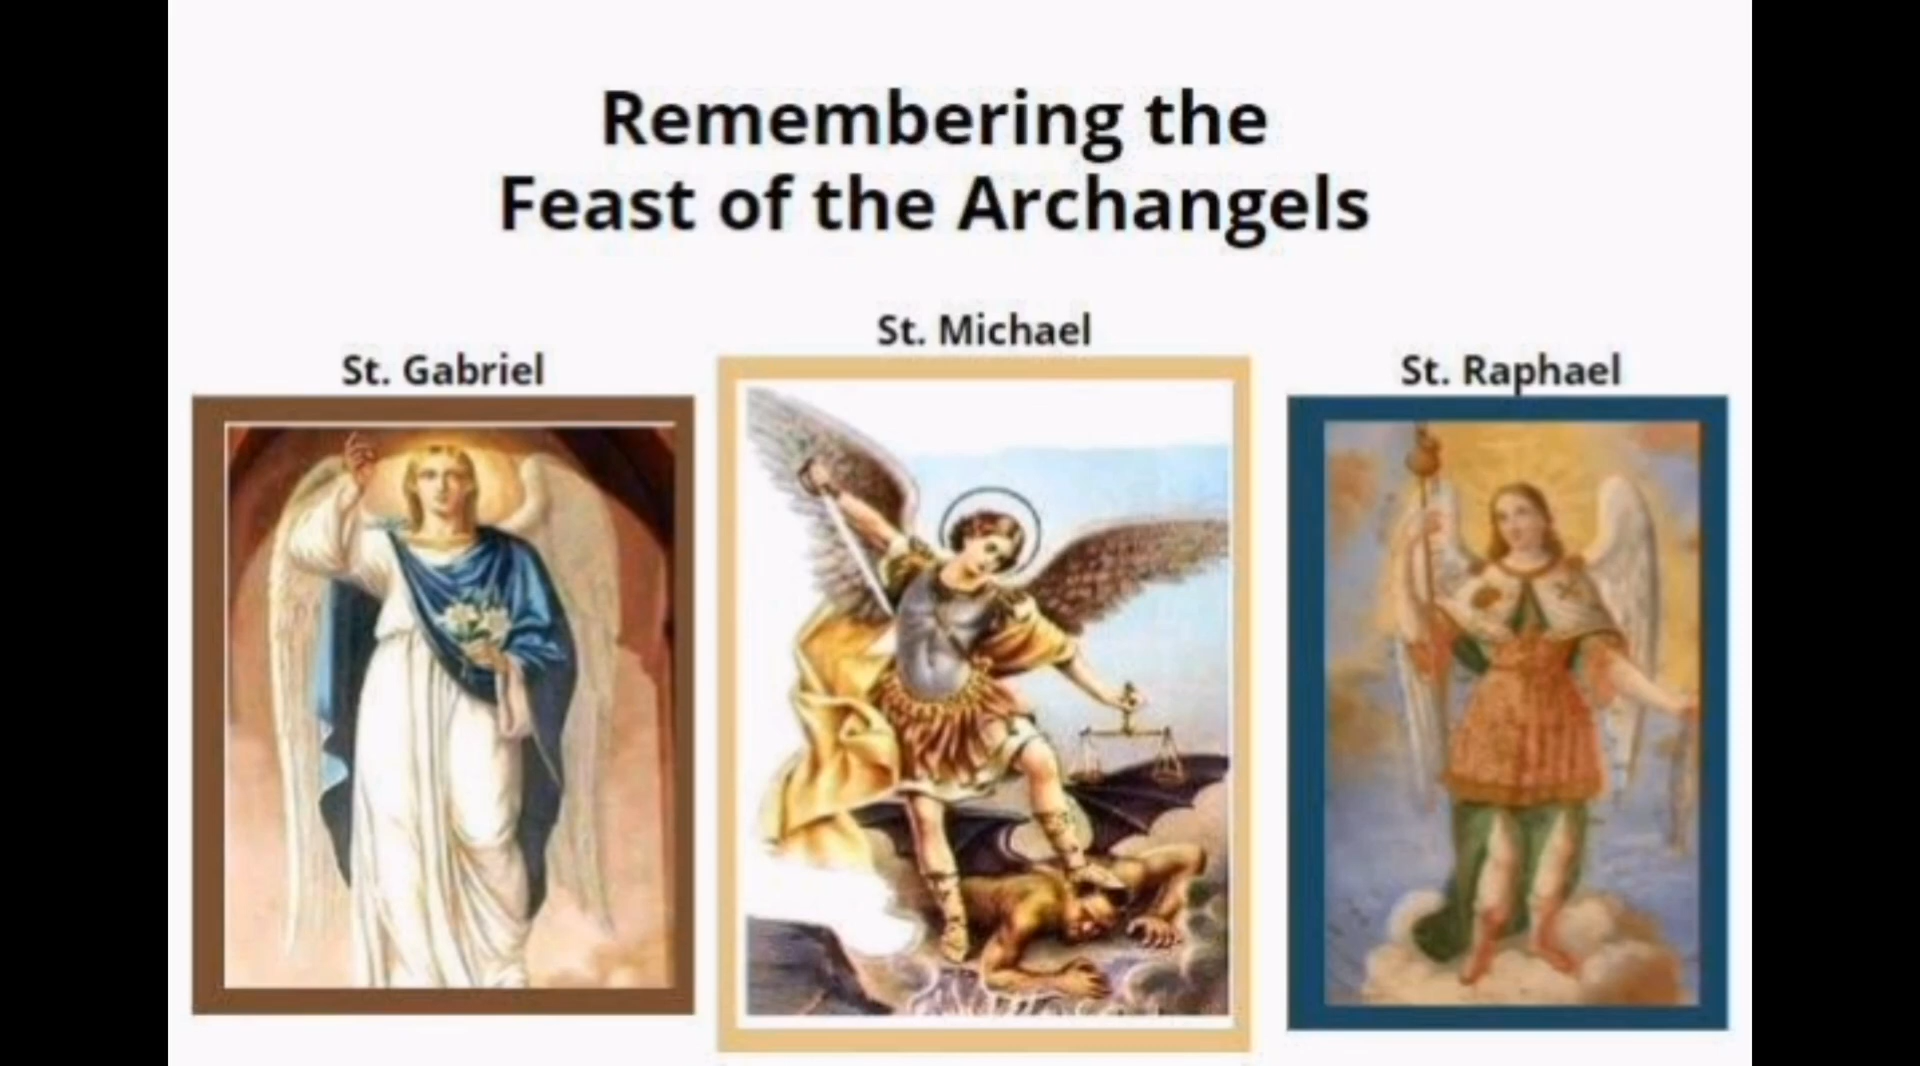 Remembering the
Feast of the Archangels
St. Gabriel
St. Michael
St. Raphael